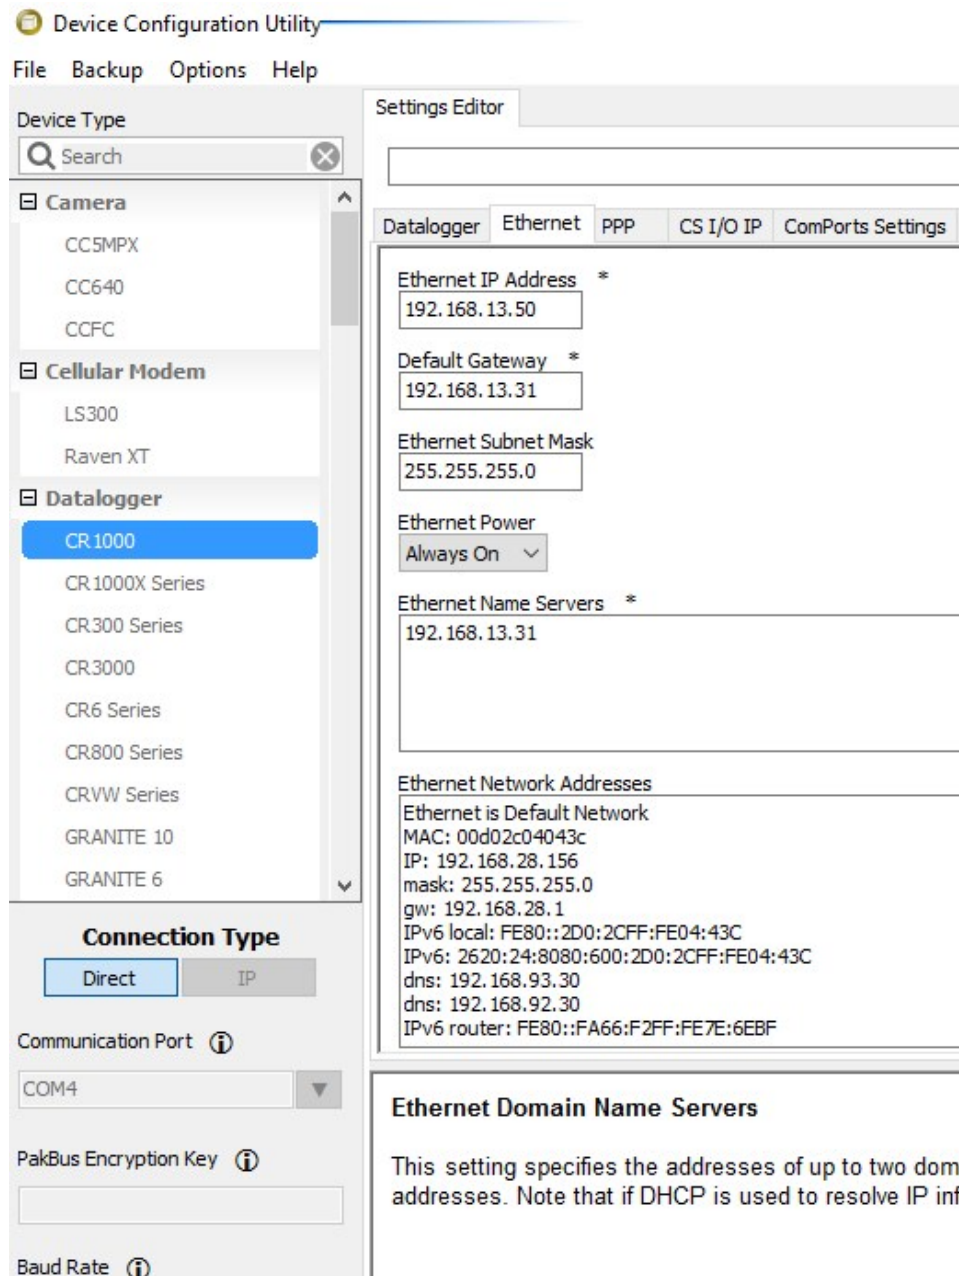 Device Configuration Utility
File Backup Options Help
Device Type
Search
Camera
CC5MPX
CC640
CCFC
Cellular Modem
LS300
Raven XT
Datalogger
CR1000
CR1000X Series
CR300 Series
CR3000
CR6 Series
CR800 Series
CRVW Series
GRANITE 10
GRANITE 6
Connection Type
Direct IP
Communication Port
COM4
PakBus Encryption Key
Baud Rate
Settings Editor
Datalogger Ethernet PPP CS I/O IP ComPorts Settings
Ethernet IP Address *
192.168.13.50
Default Gateway *
192.168.13.31
Ethernet Subnet Mask
255.255.255.0
Ethernet Power
Always On
Ethernet Name Servers *
192.168.13.31
Ethernet Network Addresses
Ethernet is Default Network
MAC: 00d02c04043c
IP: 192.168.28.156
mask: 255.255.255.0
gw: 192.168.28.1
IPv6 local: FE80::2D0:2CFF:FE04:43C
IPv6: 2620:24:8080:600:2D0:2CFF:FE04:43C
dns: 192.168.93.30
dns: 192.168.92.30
IPv6 router: FE80::FA66:F2FF:FE7E:6EBF
Ethernet Domain Name Servers
This setting specifies the addresses of up to two dom
addresses. Note that if DHCP is used to resolve IP inf